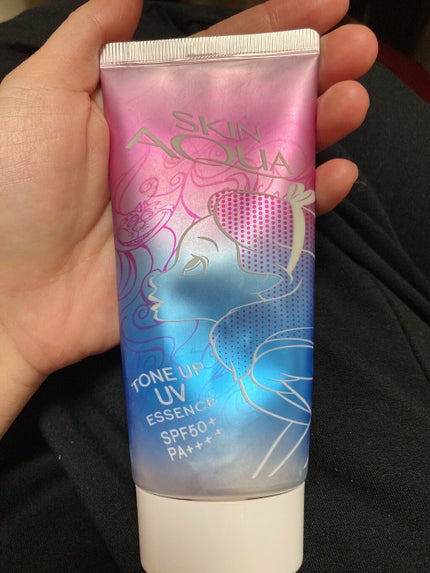 SKIN
AQUA
TONE UP
UV
ESSENCE
SPF50+
PA++++